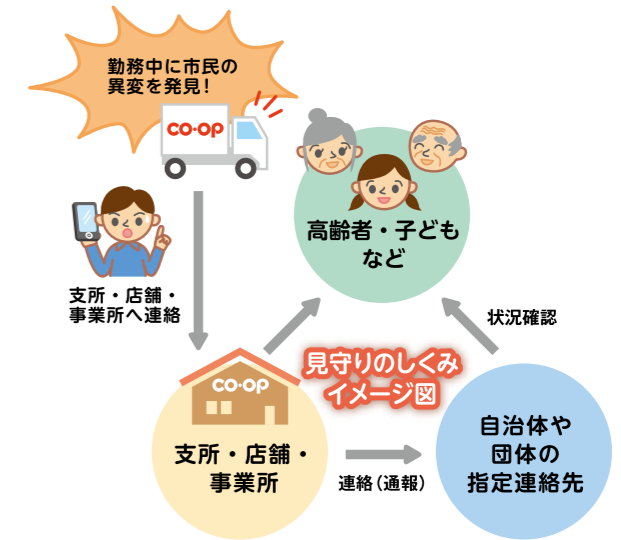 勤務中に市民の
異変を発見！
co・op
高齢者・子ども
など
支所・店舗・
事業所へ連絡
状況確認
見守りのしくみ
イメージ図
co・op
支所・店舗・
事業所
連絡（通報）
自治体や
団体の
指定連絡先